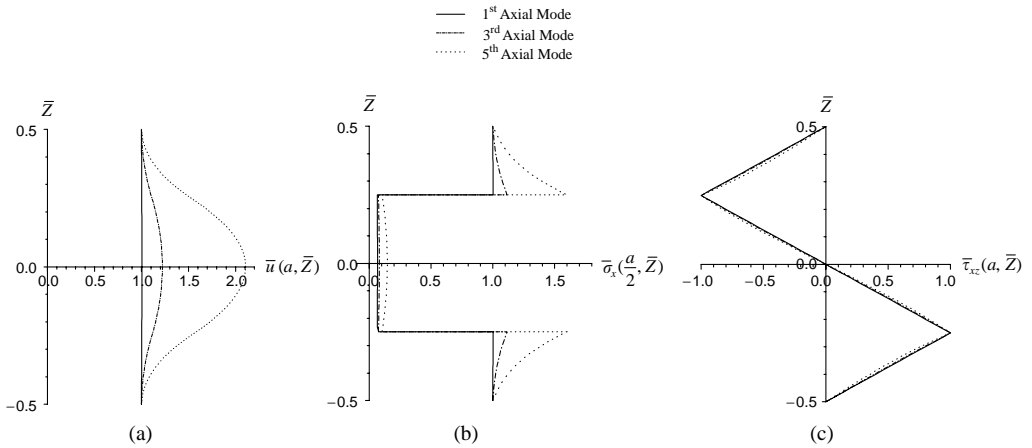 1st Axial Mode
3rd Axial Mode
5th Axial Mode
Z̅ Z̅ Z̅
0.5 0.5 0.5
u̅ (a, Z̅) σ̅x(a/2, Z̅) τ̅xz(a, Z̅)
0.0 0.0 0.0
0.0 0.5 1.0 1.5 2.0 0.0 0.5 1.0 1.5 2 −1.0 −0.5 0.5 1.0
−0.5 −0.5 −0.5
(a) (b) (c)